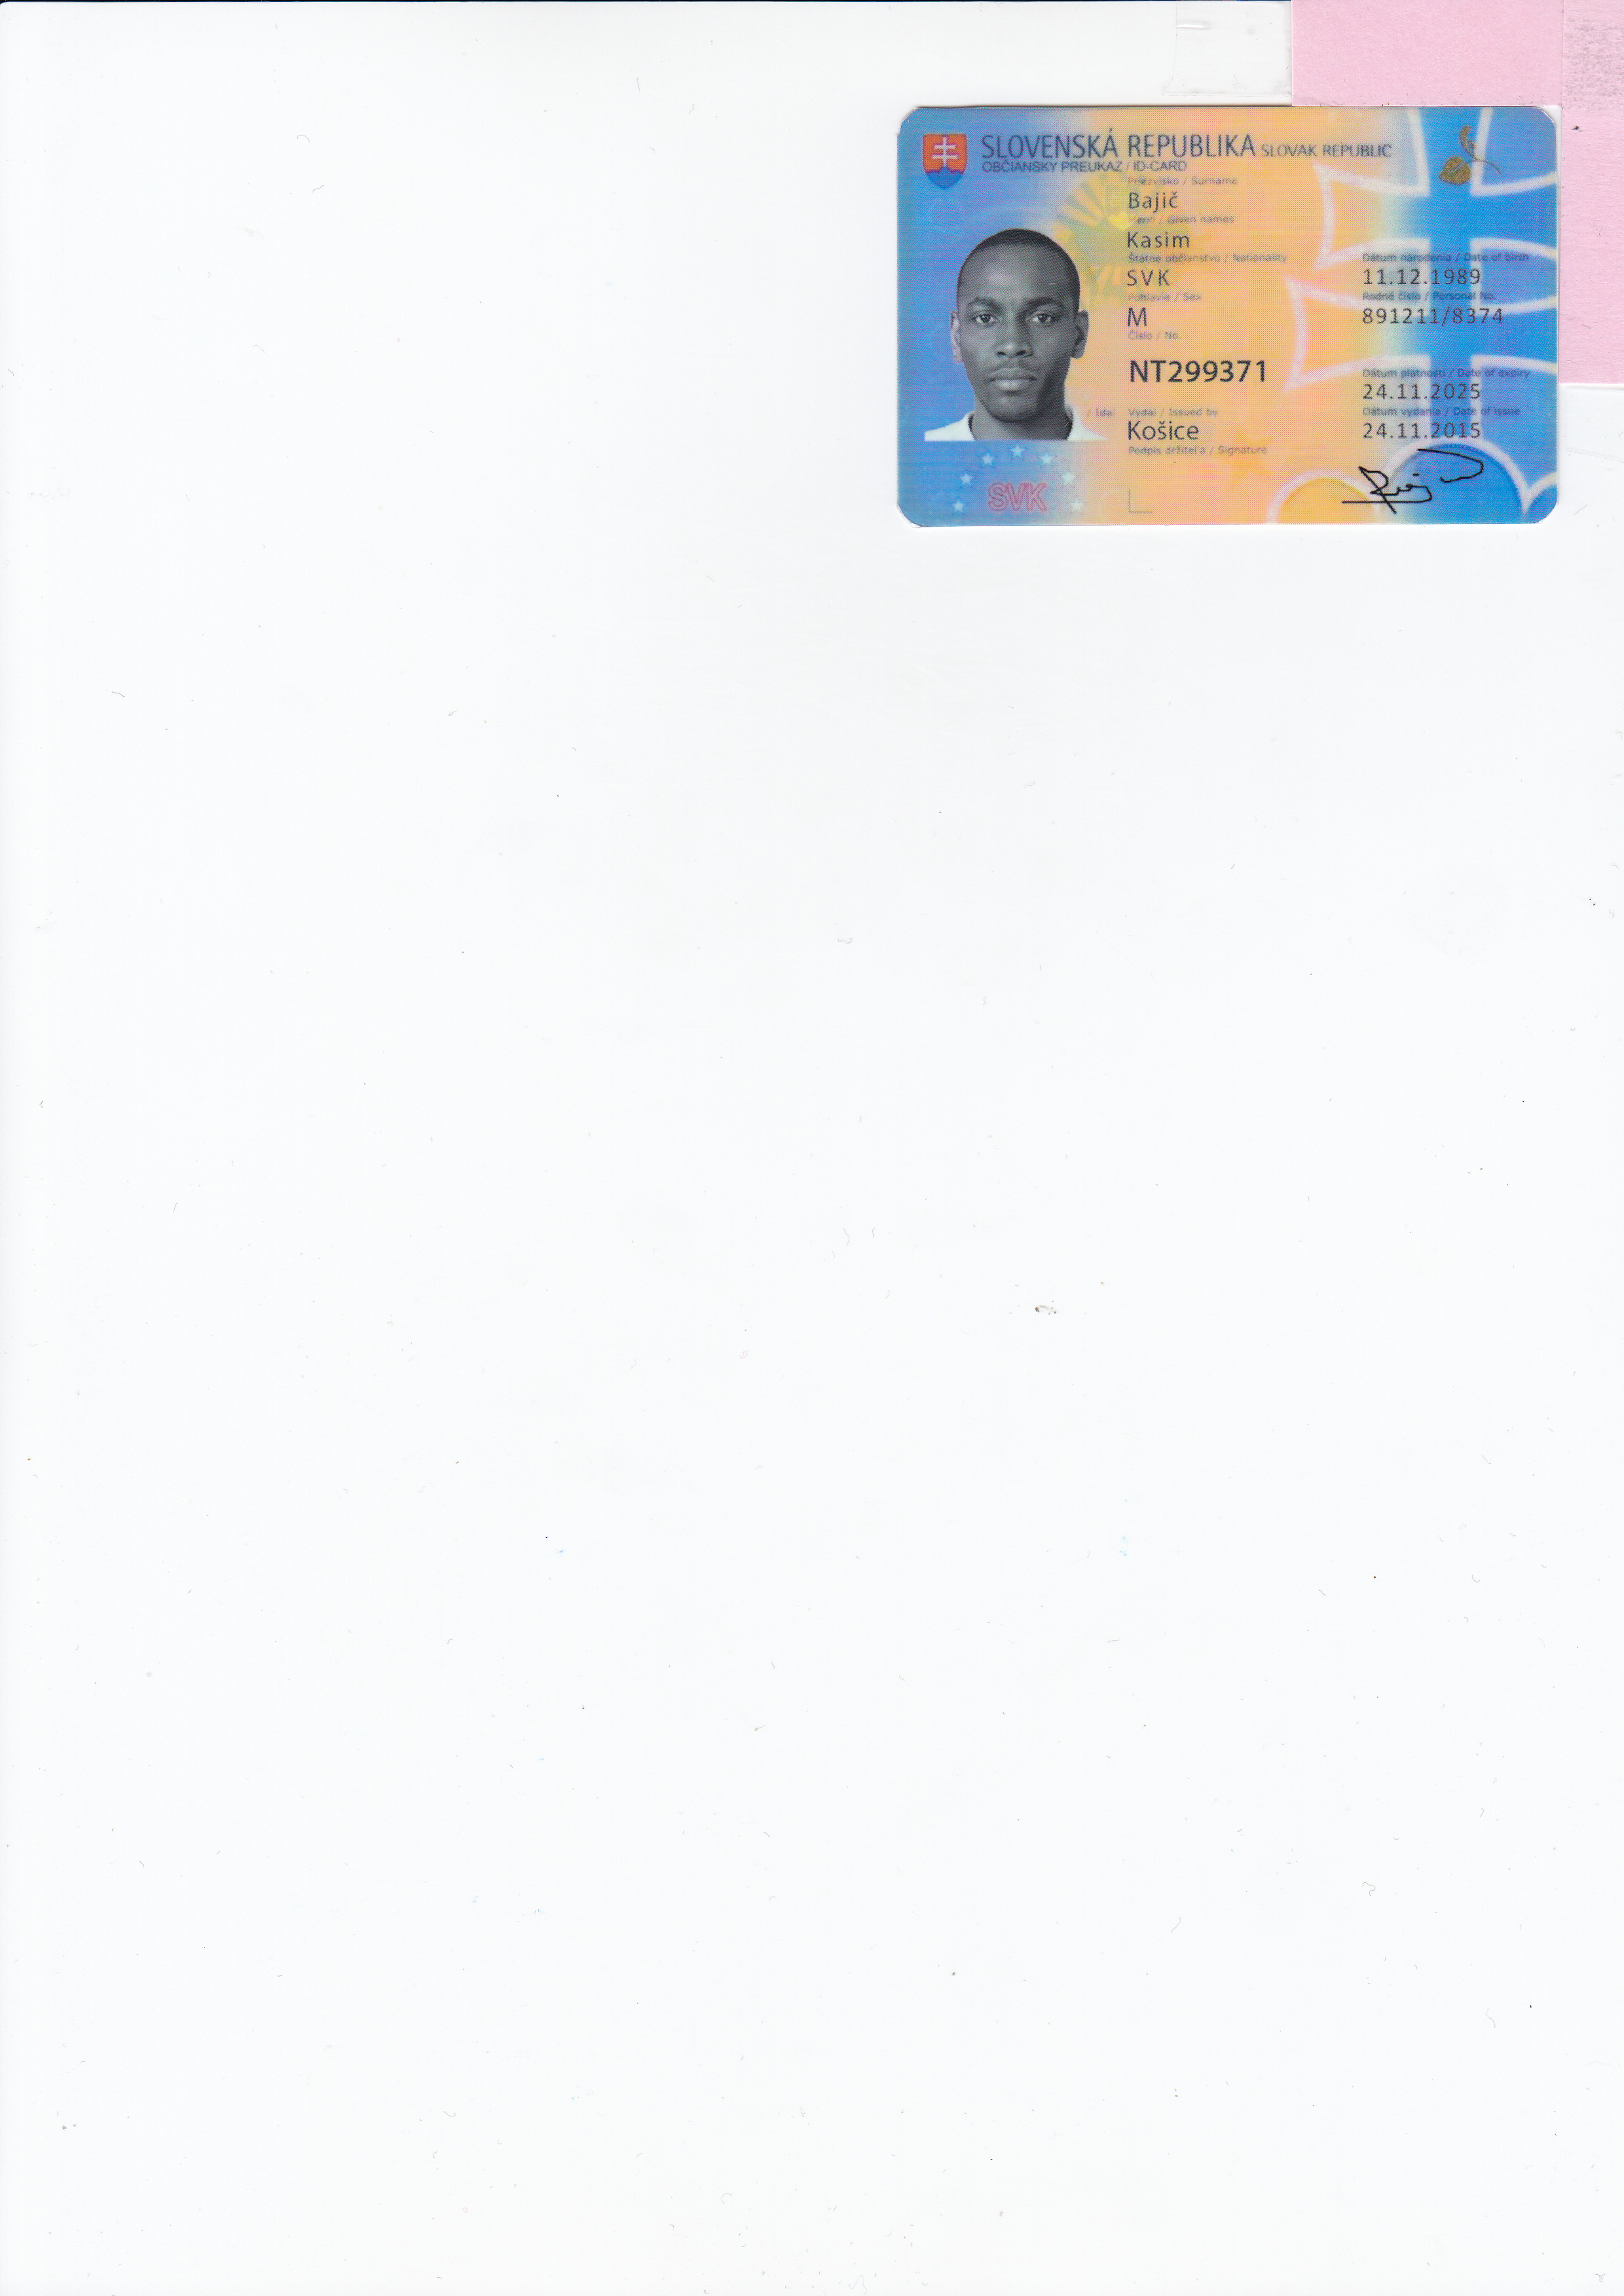 SLOVENSKÁ REPUBLIKA SLOVAK REPUBLIC
OBČIANSKY PREUKAZ / ID-CARD
Priezvisko / Surname
Bajič
Meno / Given names
Kasim
Štátne občianstvo / Nationality
SVK
Pohlavie / Sex
M
Číslo / No.
NT299371
Dátum narodenia / Date of birth
11.12.1989
Rodné číslo / Personal No.
891211/8374
Dátum platnosti / Date of expiry
24.11.2025
Vydal / Issued by
Košice
Dátum vydania / Date of issue
24.11.2015
Podpis držiteľa / Signature
SVK